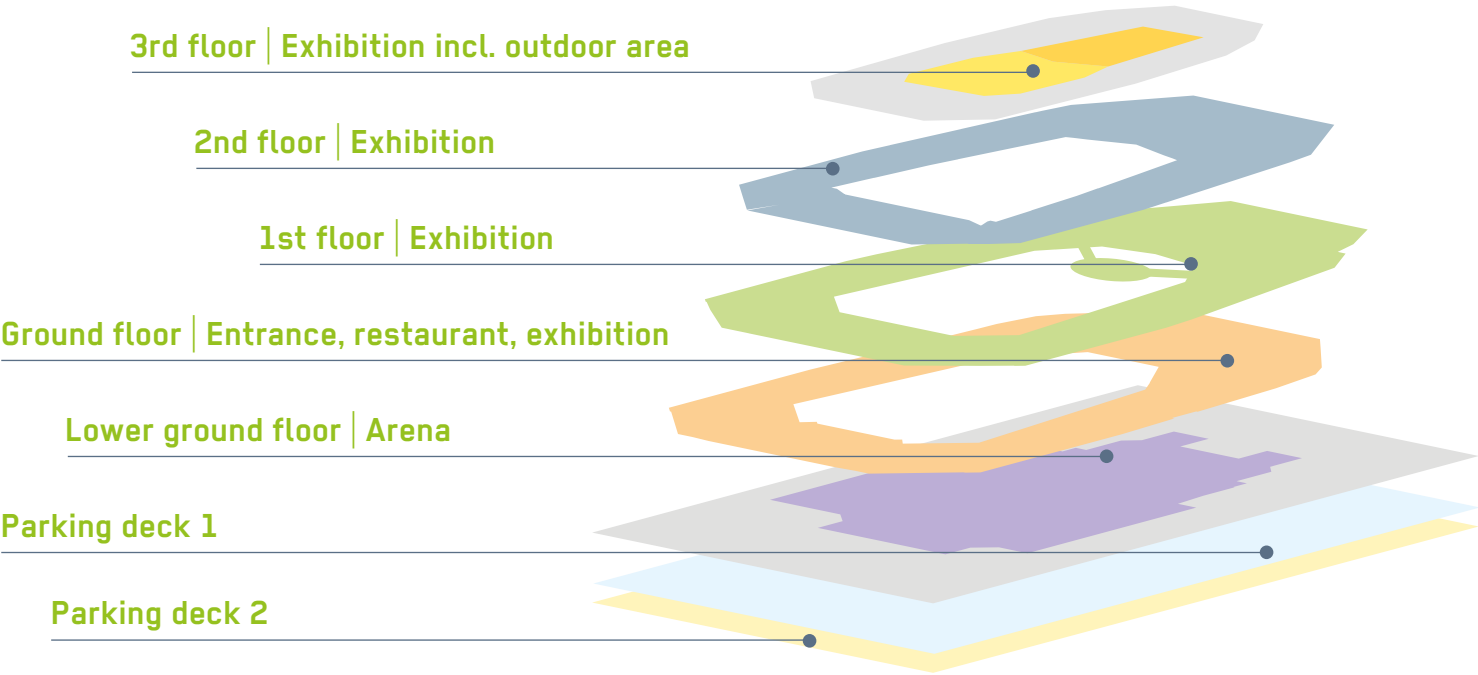 3rd floor | Exhibition incl. outdoor area
2nd floor | Exhibition
1st floor | Exhibition
Ground floor | Entrance, restaurant, exhibition
Lower ground floor | Arena
Parking deck 1
Parking deck 2